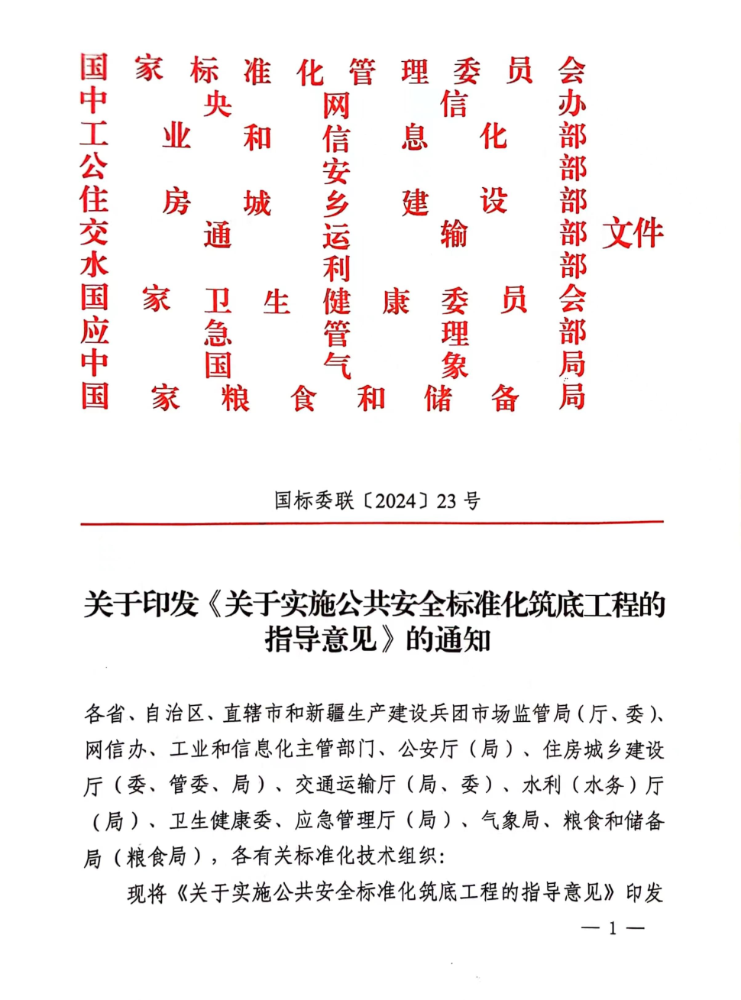 国家标准化管理委员会
中央网信办
工业和信息化部
公安部
住房城乡建设部
交通运输部 文件
水利部
国家卫生健康委员会
应急管理部
中国气象局
国家粮食和储备局
国标委联〔2024〕23 号
关于印发《关于实施公共安全标准化筑底工程的
指导意见》的通知
各省、自治区、直辖市和新疆生产建设兵团市场监管局(厅、委)、
网信办、工业和信息化主管部门、公安厅(局)、住房城乡建设
厅(委、管委、局)、交通运输厅(局、委)、水利(水务)厅
(局)、卫生健康委、应急管理厅(局)、气象局、粮食和储备
局(粮食局),各有关标准化技术组织:
现将《关于实施公共安全标准化筑底工程的指导意见》印发
— 1 —